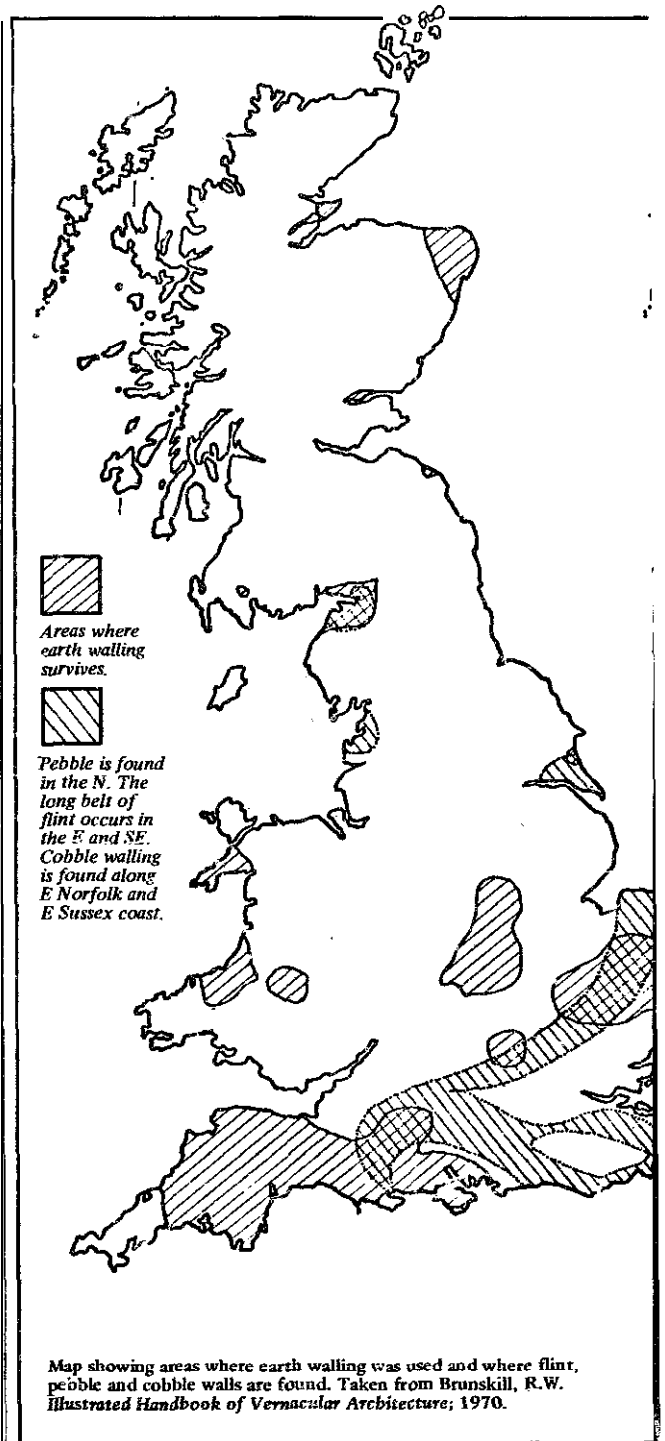 Areas where
earth walling
survives.
Pebble is found
in the N. The
long belt of
flint occurs in
the E and SE.
Cobble walling
is found along
E Norfolk and
E Sussex coast.
Map showing areas where earth walling was used and where flint,
pebble and cobble walls are found. Taken from Brunskill, R.W.
Illustrated Handbook of Vernacular Architecture; 1970.